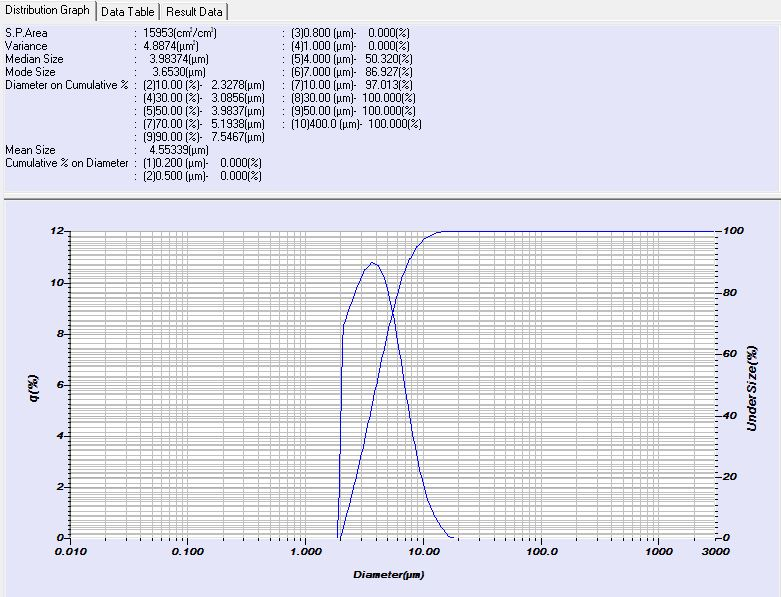 Distribution Graph Data Table Result Data
S.P.Area : 15953(cm²/cm³) : (3)0.800 (µm)- 0.000(%)
Variance : 4.8874(µm²) : (4)1.000 (µm)- 0.000(%)
Median Size : 3.98374(µm) : (5)4.000 (µm)- 50.320(%)
Mode Size : 3.6530(µm) : (6)7.000 (µm)- 86.927(%)
Diameter on Cumulative % : (2)10.00 (%)- 2.3278(µm) : (7)10.00 (µm)- 97.013(%)
: (4)30.00 (%)- 3.0856(µm) : (8)30.00 (µm)- 100.000(%)
: (5)50.00 (%)- 3.9837(µm) : (9)50.00 (µm)- 100.000(%)
: (7)70.00 (%)- 5.1938(µm) : (10)400.0 (µm)- 100.000(%)
: (9)90.00 (%)- 7.5467(µm)
Mean Size : 4.55339(µm)
Cumulative % on Diameter : (1)0.200 (µm)- 0.000(%)
: (2)0.500 (µm)- 0.000(%)
12 100
10
80
8
60
q(%)
UnderSize(%)
6
40
4
20
2
0 0
0.010 0.100 1.000 10.00 100.0 1000 3000
Diameter(µm)